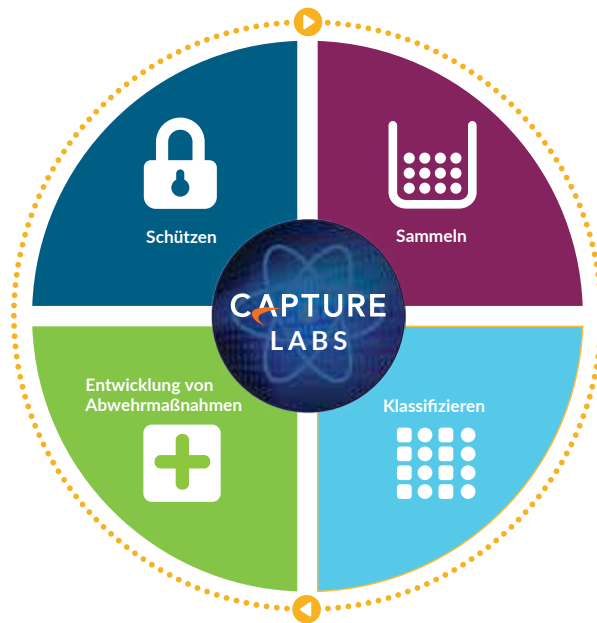 Schützen
Sammeln
CAPTURE
LABS
Entwicklung von
Abwehrmaßnahmen
Klassifizieren